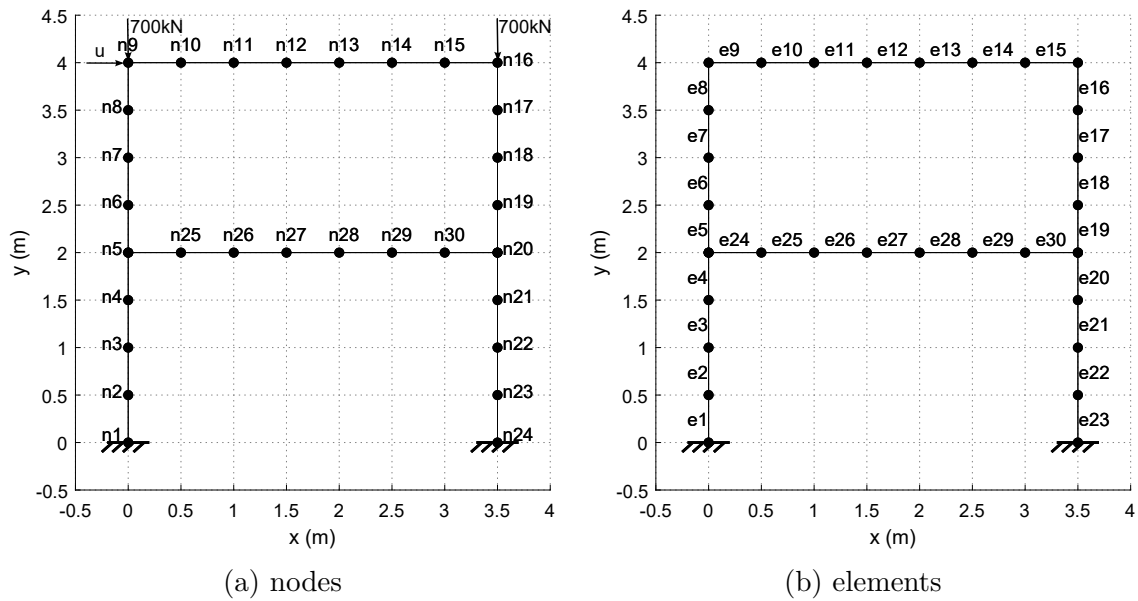 4.5
700kN
700kN
u
n9
n10
n11
n12
n13
n14
n15
n16
4
n8
n17
3.5
n7
n18
3
n6
n19
2.5
n5
n25
n26
n27
n28
n29
n30
n20
2
n4
n21
1.5
n3
n22
1
n2
n23
0.5
n1
n24
0
-0.5
-0.5
0
0.5
1
1.5
2
2.5
3
3.5
4
x (m)
y (m)
(a) nodes
4.5
e9
e10
e11
e12
e13
e14
e15
4
e8
e16
3.5
e7
e17
3
e6
e18
2.5
e5
e19
e24
e25
e26
e27
e28
e29
e30
2
e4
e20
1.5
e3
e21
1
e2
e22
0.5
e1
e23
0
-0.5
-0.5
0
0.5
1
1.5
2
2.5
3
3.5
4
x (m)
y (m)
(b) elements